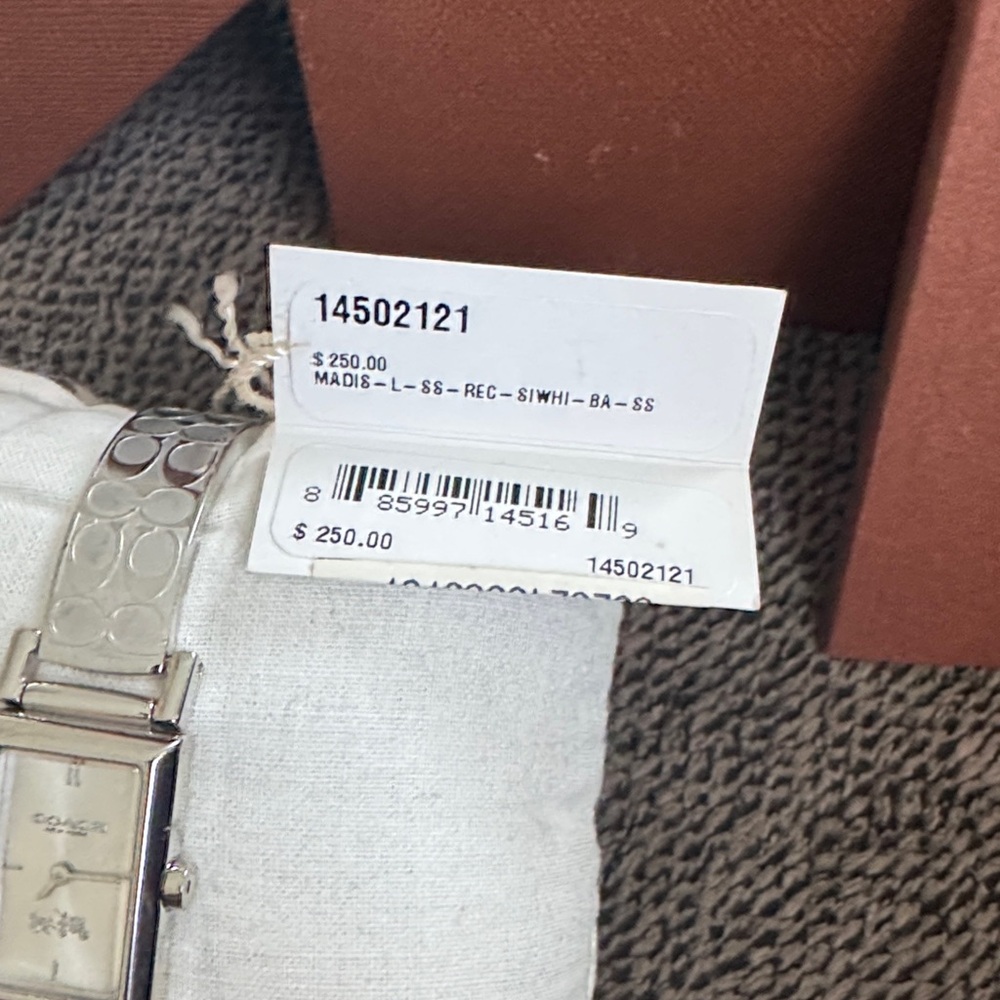 14502121
$ 250.00
MADIS-L-SS-REC-SIWHI-BA-SS
8 85997 14516 9
$ 250.00
14502121
COACH